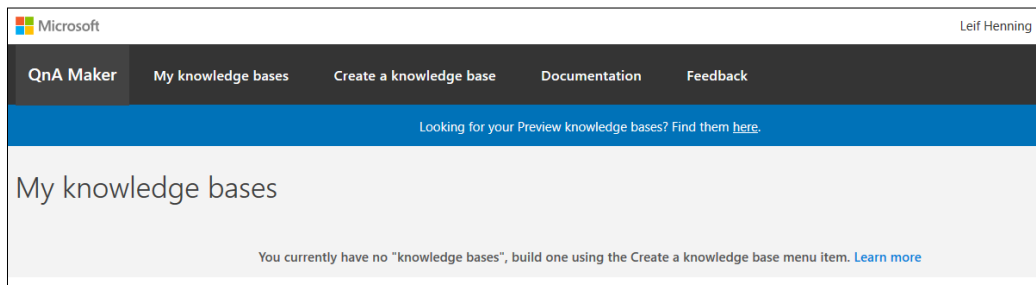 Microsoft Leif Henning
QnA Maker My knowledge bases Create a knowledge base Documentation Feedback
Looking for your Preview knowledge bases? Find them here.
My knowledge bases
You currently have no "knowledge bases", build one using the Create a knowledge base menu item. Learn more